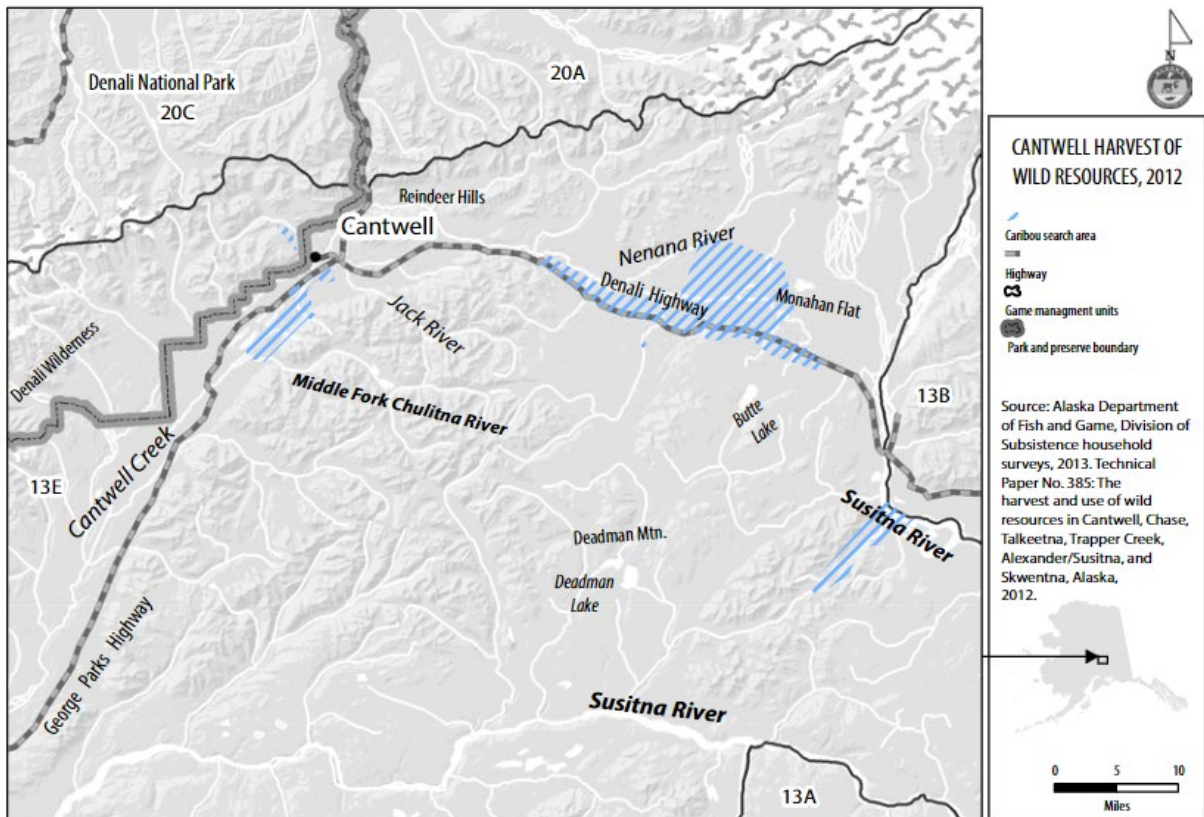 Denali National Park
20C
20A
Reindeer Hills
Cantwell
Nenana River
Denali Highway
Monahan Flat
Jack River
Denali Wilderness
Middle Fork Chulitna River
Butte
Lake
13B
Cantwell Creek
13E
Susitna River
Deadman Mtn.
Deadman
Lake
George Parks Highway
Susitna River
13A
N
CANTWELL HARVEST OF
WILD RESOURCES, 2012
Caribou search area
Highway
Game managment units
Park and preserve boundary
Source: Alaska Department
of Fish and Game, Division of
Subsistence household
surveys, 2013. Technical
Paper No. 385: The
harvest and use of wild
resources in Cantwell, Chase,
Talkeetna, Trapper Creek,
Alexander/Susitna, and
Skwentna, Alaska,
2012.
0 5 10
Miles